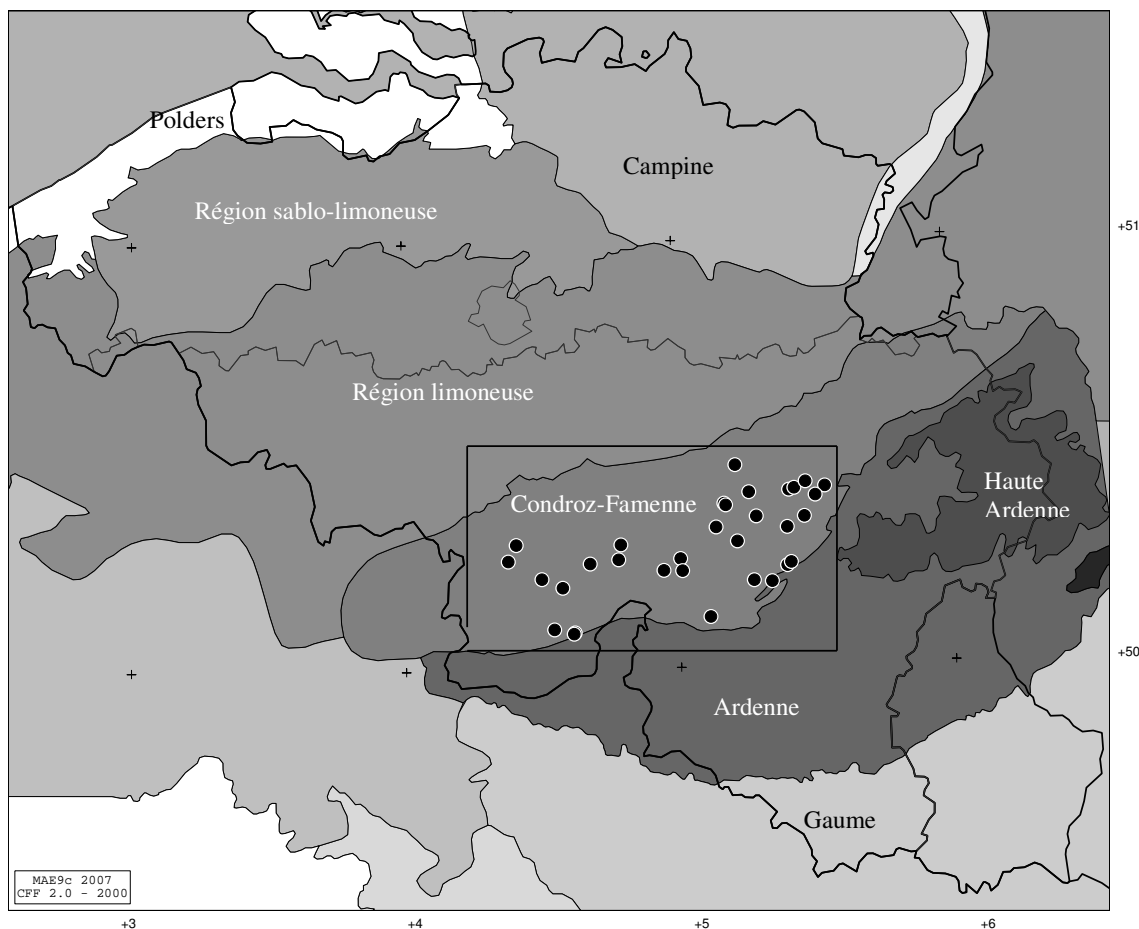 Polders
Campine
Région sablo-limoneuse
+51
Région limoneuse
Condroz-Famenne
Haute
Ardenne
+50
Ardenne
Gaume
MAE9c 2007
CFF 2.0 - 2000
+3
+4
+5
+6